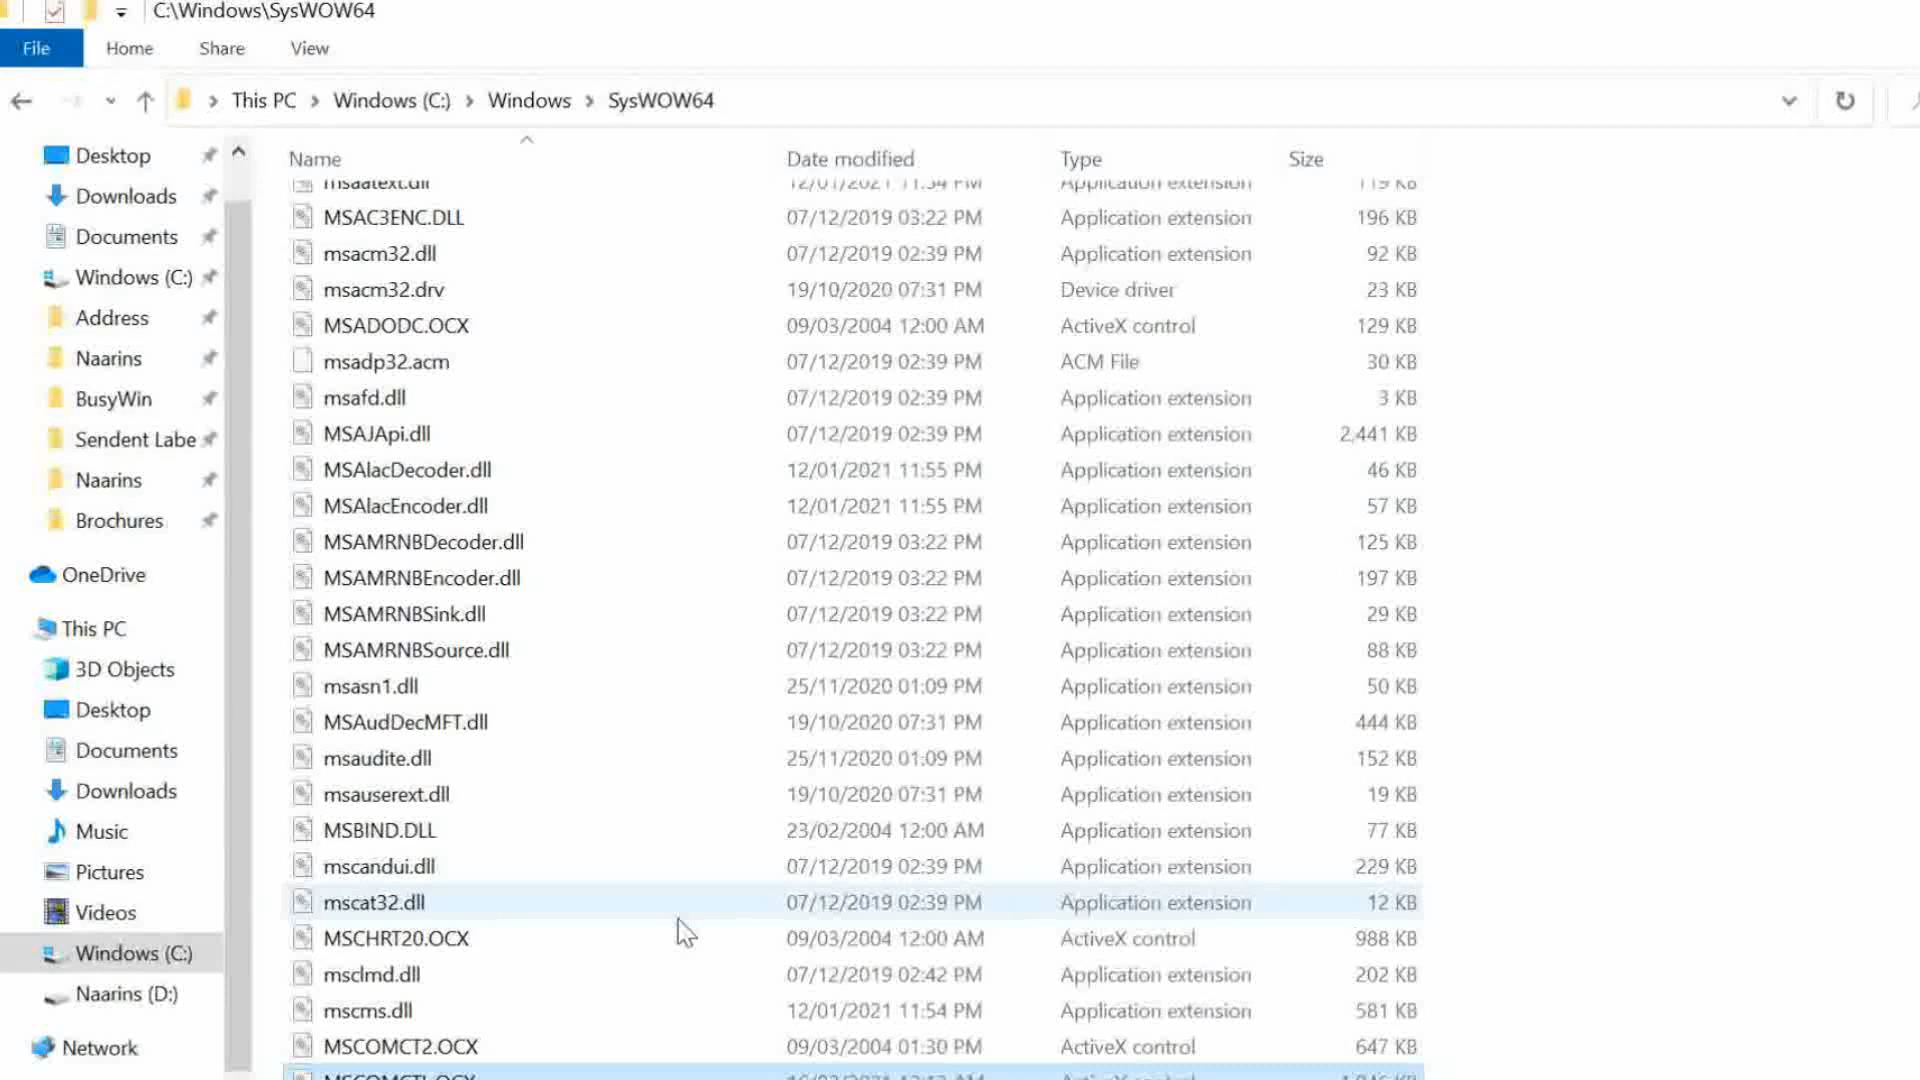 C:\Windows\SysWOW64
File Home Share View
This PC Windows (C:) Windows SysWOW64
Name Date modified Type Size
Desktop
Downloads
Documents
Windows (C:)
Address
Naarins
BusyWin
Sendent Labe
Naarins
Brochures
OneDrive
This PC
3D Objects
Desktop
Documents
Downloads
Music
Pictures
Videos
Windows (C:)
Naarins (D:)
Network
msaatext.dll 12/01/2021 11:54 PM Application extension 119 KB
MSAC3ENC.DLL 07/12/2019 03:22 PM Application extension 196 KB
msacm32.dll 07/12/2019 02:39 PM Application extension 92 KB
msacm32.drv 19/10/2020 07:31 PM Device driver 23 KB
MSADODC.OCX 09/03/2004 12:00 AM ActiveX control 129 KB
msadp32.acm 07/12/2019 02:39 PM ACM File 30 KB
msafd.dll 07/12/2019 02:39 PM Application extension 3 KB
MSAJApi.dll 07/12/2019 02:39 PM Application extension 2,441 KB
MSAlacDecoder.dll 12/01/2021 11:55 PM Application extension 46 KB
MSAlacEncoder.dll 12/01/2021 11:55 PM Application extension 57 KB
MSAMRNBDecoder.dll 07/12/2019 03:22 PM Application extension 125 KB
MSAMRNBEncoder.dll 07/12/2019 03:22 PM Application extension 197 KB
MSAMRNBSink.dll 07/12/2019 03:22 PM Application extension 29 KB
MSAMRNBSource.dll 07/12/2019 03:22 PM Application extension 88 KB
msasn1.dll 25/11/2020 01:09 PM Application extension 50 KB
MSAudDecMFT.dll 19/10/2020 07:31 PM Application extension 444 KB
msaudite.dll 25/11/2020 01:09 PM Application extension 152 KB
msauserext.dll 19/10/2020 07:31 PM Application extension 19 KB
MSBIND.DLL 23/02/2004 12:00 AM Application extension 77 KB
mscandui.dll 07/12/2019 02:39 PM Application extension 229 KB
mscat32.dll 07/12/2019 02:39 PM Application extension 12 KB
MSCHRT20.OCX 09/03/2004 12:00 AM ActiveX control 988 KB
msclmd.dll 07/12/2019 02:42 PM Application extension 202 KB
mscms.dll 12/01/2021 11:54 PM Application extension 581 KB
MSCOMCT2.OCX 09/03/2004 01:30 PM ActiveX control 647 KB
MSCOMCTL.OCX ActiveX control